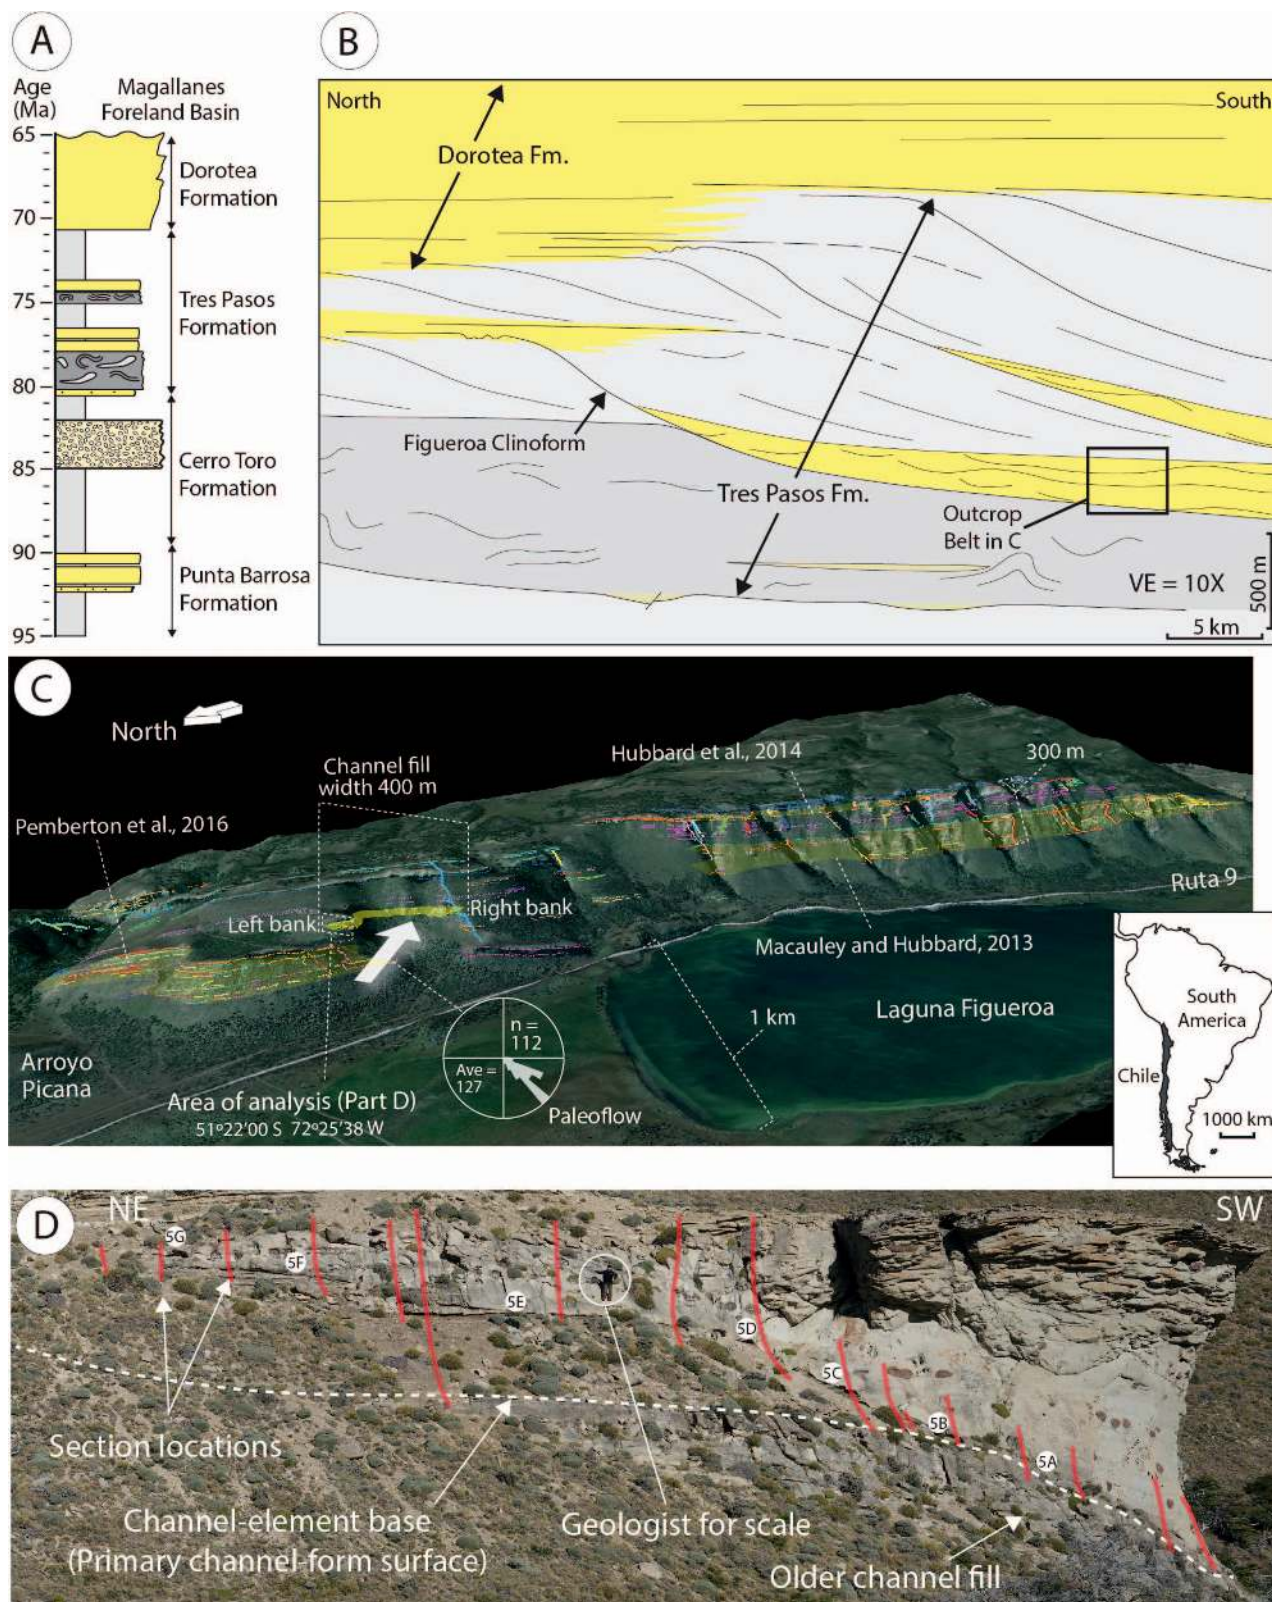 A
Age
(Ma)
Magallanes
Foreland Basin
65
70
75
80
85
90
95
Dorotea
Formation
Tres Pasos
Formation
Cerro Toro
Formation
Punta Barrosa
Formation
B
North
South
Dorotea Fm.
Figueroa Clinoform
Tres Pasos Fm.
Outcrop
Belt in C
VE = 10X
500 m
5 km
C
North
Channel fill
width 400 m
Hubbard et al., 2014
300 m
Pemberton et al., 2016
Left bank
Right bank
Ruta 9
Macauley and Hubbard, 2013
1 km
Laguna Figueroa
Arroyo
Picana
n =
112
Ave =
127
Paleoflow
Area of analysis (Part D)
51º22'00 S 72º25'38 W
South
America
Chile
1000 km
D
NE
SW
5G
5F
5E
5D
5C
5B
5A
Section locations
Channel-element base
(Primary channel-form surface)
Geologist for scale
Older channel fill